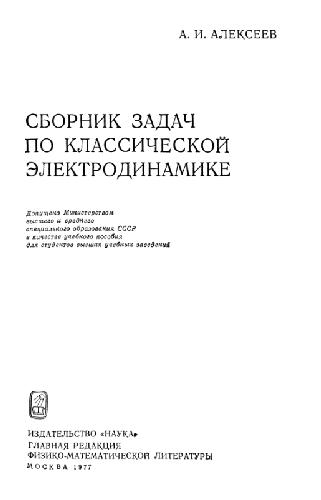 А. И. АЛЕКСЕЕВ
СБОРНИК ЗАДАЧ
ПО КЛАССИЧЕСКОЙ
ЭЛЕКТРОДИНАМИКЕ
Допущено Министерством
высшего и среднего
специального образования СССР
в качестве учебного пособия
для студентов высших учебных заведений
ИЗДАТЕЛЬСТВО «НАУКА»
ГЛАВНАЯ РЕДАКЦИЯ
ФИЗИКО-МАТЕМАТИЧЕСКОЙ ЛИТЕРАТУРЫ
МОСКВА 1977